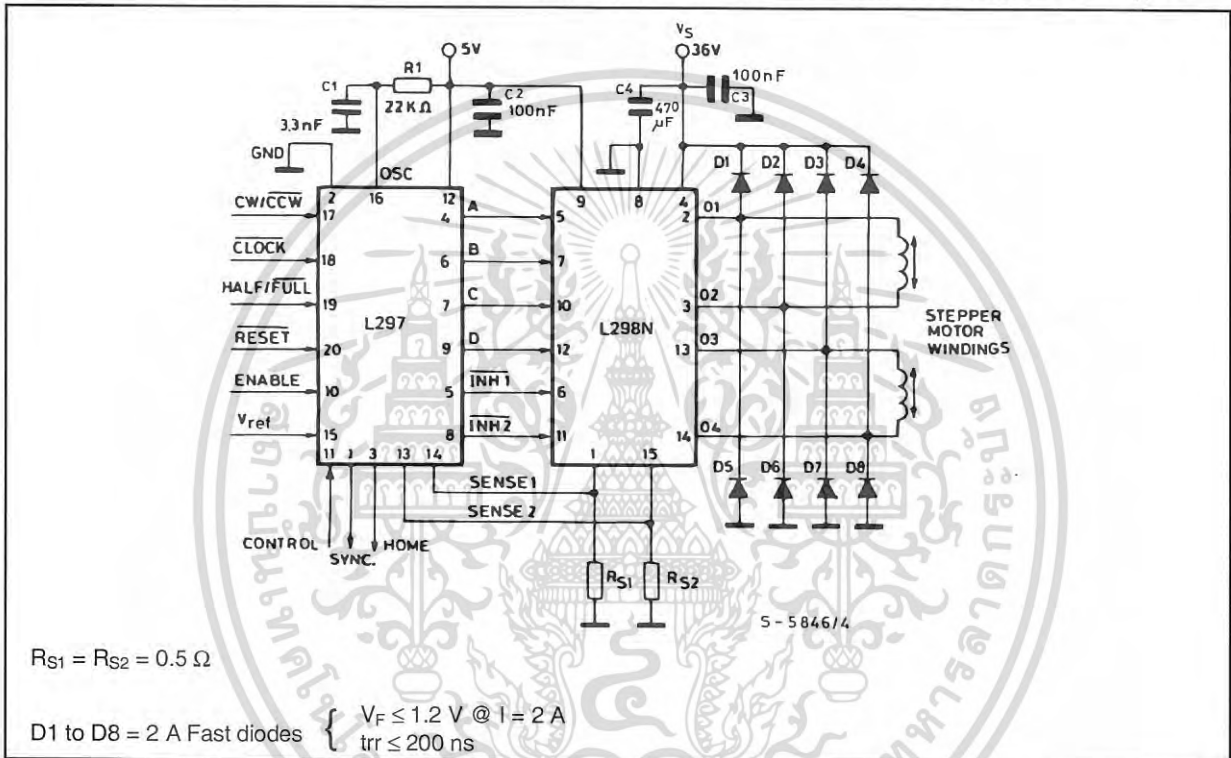 Vs
5V
36V
R1
C1
22KΩ
3.3nF
C2
100nF
C4
470
µF
100nF
C3
GND
OSC
D1 D2 D3 D4
2 16 12
9 8 4
CW/CCW 17
4 A 5
2 01
CLOCK 18
6 B 7
HALF/FULL 19
7 C 10
3 02
L297
L298N
STEPPER
MOTOR
WINDINGS
RESET 20
9 D 12
13 03
ENABLE 10
5 INH1 6
Vref 15
8 INH2 11
14 04
11 1 3 13 14
1 15
D5 D6 D7 D8
SENSE1
SENSE2
CONTROL
SYNC.
HOME
RS1
RS2
S-5846/4
RS1 = RS2 = 0.5 Ω
D1 to D8 = 2 A Fast diodes { VF ≤ 1.2 V @ I = 2 A
trr ≤ 200 ns